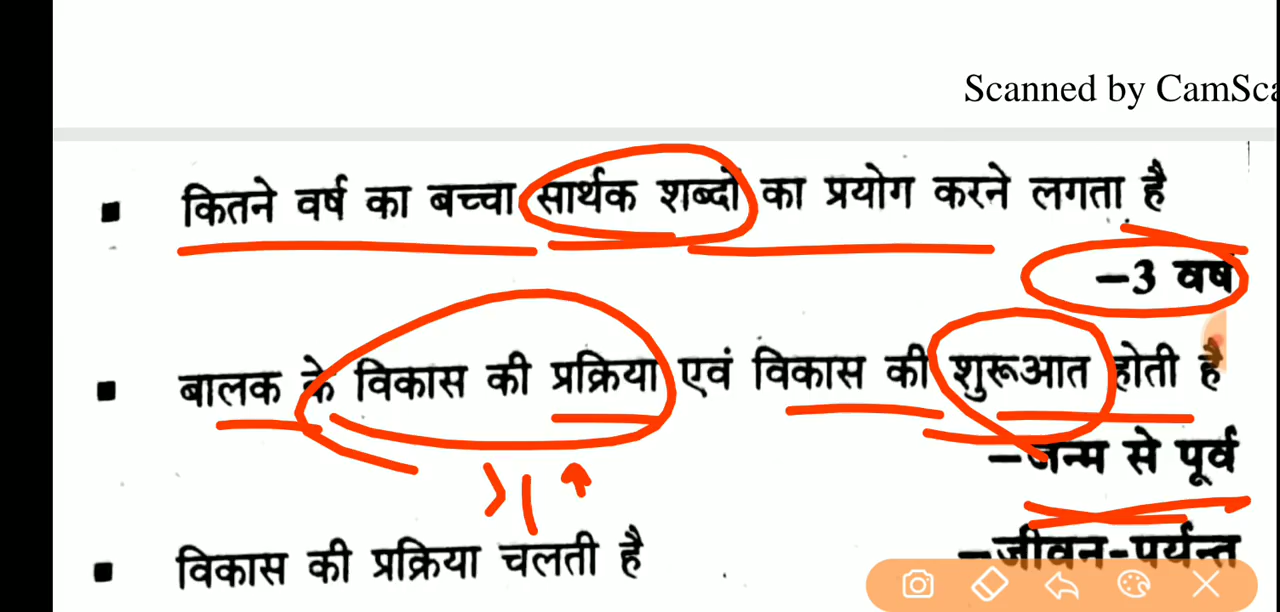 Scanned by CamSca
▪ कितने वर्ष का बच्चा सार्थक शब्दों का प्रयोग करने लगता है
–3 वर्ष
▪ बालक के विकास की प्रक्रिया एवं विकास की शुरूआत होती है
–जन्म से पूर्व
▪ विकास की प्रक्रिया चलती है –जीवन-पर्यन्त